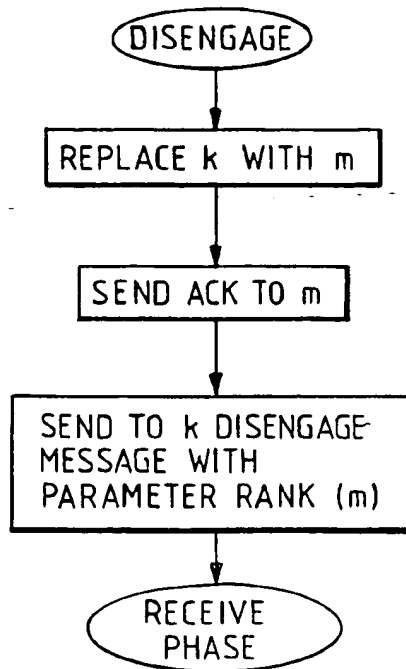 DISENGAGE
REPLACE k WITH m
SEND ACK TO m
SEND TO k DISENGAGE
MESSAGE WITH
PARAMETER RANK (m)
RECEIVE
PHASE